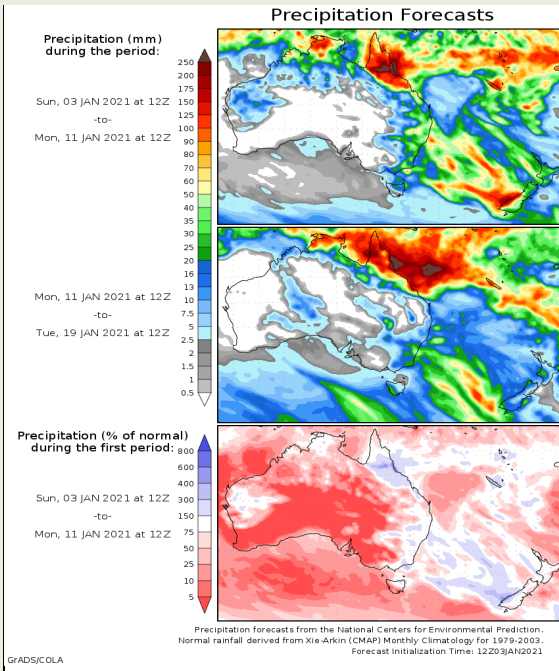 Precipitation Forecasts
Precipitation (mm)
during the period:
Sun, 03 JAN 2021 at 12Z
-to-
Mon, 11 JAN 2021 at 12Z
250
200
175
150
125
100
90
80
70
60
50
40
35
30
25
20
16
13
10
7.5
5
2.5
2
1.5
1
0.5
Mon, 11 JAN 2021 at 12Z
-to-
Tue, 19 JAN 2021 at 12Z
Precipitation (% of normal)
during the first period:
Sun, 03 JAN 2021 at 12Z
-to-
Mon, 11 JAN 2021 at 12Z
800
600
400
300
150
75
50
25
10
5
Precipitation forecasts from the National Centers for Environmental Prediction.
Normal rainfall derived from Xie-Arkin (CMAP) Monthly Climatology for 1979-2003.
Forecast Initialization Time: 12Z03JAN2021
GrADS/COLA